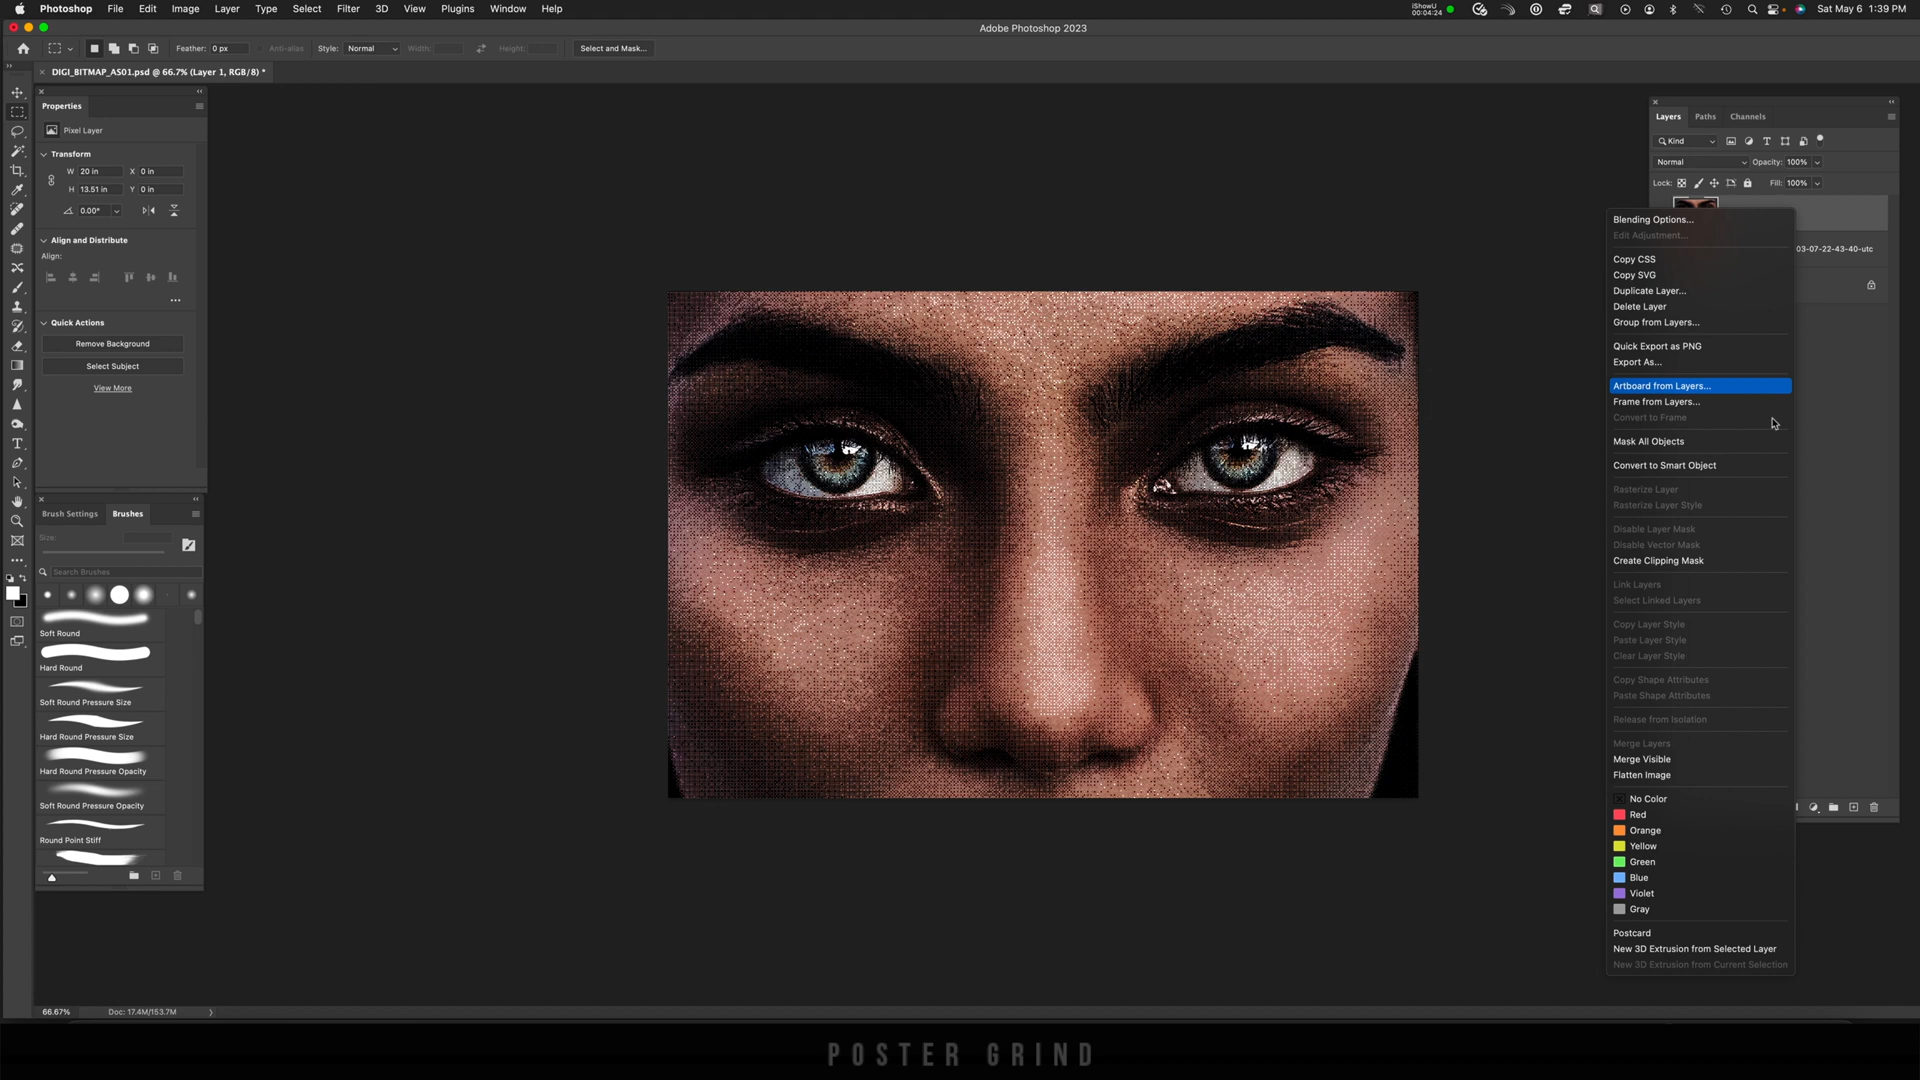 Photoshop File Edit Image Layer Type Select Filter 3D View Plugins Window Help
iShowU
00:04:24
Sat May 6 1:39 PM
Adobe Photoshop 2023
Feather: 0 px Anti-alias Style: Normal Width: Height: Select and Mask...
DIGI_BITMAP_AS01.psd @ 66.7% (Layer 1, RGB/8) *
Properties
Pixel Layer
Transform
W 20 in X 0 in
H 13.51 in Y 0 in
0.00°
Align and Distribute
Align:
Quick Actions
Remove Background
Select Subject
View More
Brush Settings Brushes
Size:
Search Brushes
Soft Round
Hard Round
Soft Round Pressure Size
Hard Round Pressure Size
Hard Round Pressure Opacity
Soft Round Pressure Opacity
Round Point Stiff
66.67% Doc: 17.4M/153.7M
Layers Paths Channels
Kind
Normal Opacity: 100%
Lock: Fill: 100%
03-07-22-43-40-utc
Blending Options...
Edit Adjustment...
Copy CSS
Copy SVG
Duplicate Layer...
Delete Layer
Group from Layers...
Quick Export as PNG
Export As...
Artboard from Layers...
Frame from Layers...
Convert to Frame
Mask All Objects
Convert to Smart Object
Rasterize Layer
Rasterize Layer Style
Disable Layer Mask
Disable Vector Mask
Create Clipping Mask
Link Layers
Select Linked Layers
Copy Layer Style
Paste Layer Style
Clear Layer Style
Copy Shape Attributes
Paste Shape Attributes
Release from Isolation
Merge Layers
Merge Visible
Flatten Image
No Color
Red
Orange
Yellow
Green
Blue
Violet
Gray
Postcard
New 3D Extrusion from Selected Layer
New 3D Extrusion from Current Selection
POSTER GRIND